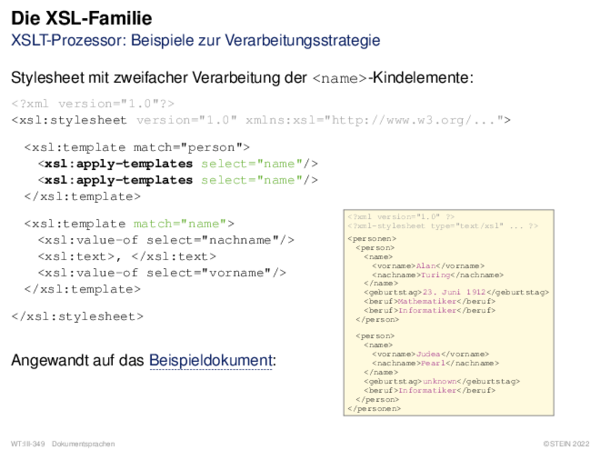 Die XSL-Familie
XSLT-Prozessor: Beispiele zur Verarbeitungsstrategie
Stylesheet mit zweifacher Verarbeitung der <name>-Kindelemente:
<?xml version="1.0"?>
<xsl:stylesheet version="1.0" xmlns:xsl="http://www.w3.org/...">
<xsl:template match="person">
<xsl:apply-templates select="name"/>
<xsl:apply-templates select="name"/>
</xsl:template>
<xsl:template match="name">
<xsl:value-of select="nachname"/>
<xsl:text>, </xsl:text>
<xsl:value-of select="vorname"/>
</xsl:template>
</xsl:stylesheet>
<?xml version="1.0" ?>
<?xml-stylesheet type="text/xsl" ... ?>
<personen>
<person>
<name>
<vorname>Alan</vorname>
<nachname>Turing</nachname>
</name>
<geburtstag>23. Juni 1912</geburtstag>
<beruf>Mathematiker</beruf>
<beruf>Informatiker</beruf>
</person>
<person>
<name>
<vorname>Judea</vorname>
<nachname>Pearl</nachname>
</name>
<geburtstag>unknown</geburtstag>
<beruf>Informatiker</beruf>
</person>
</personen>
Angewandt auf das Beispieldokument:
WT:III-349 Dokumentsprachen
©STEIN 2022